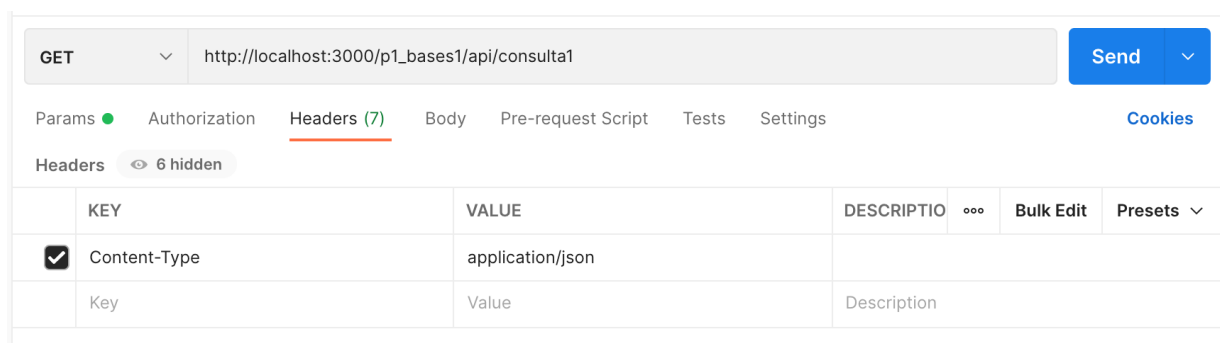 GET http://localhost:3000/p1_bases1/api/consulta1 Send
Params Authorization Headers (7) Body Pre-request Script Tests Settings Cookies
Headers 6 hidden
KEY VALUE DESCRIPTIO ooo Bulk Edit Presets
Content-Type application/json
Key Value Description